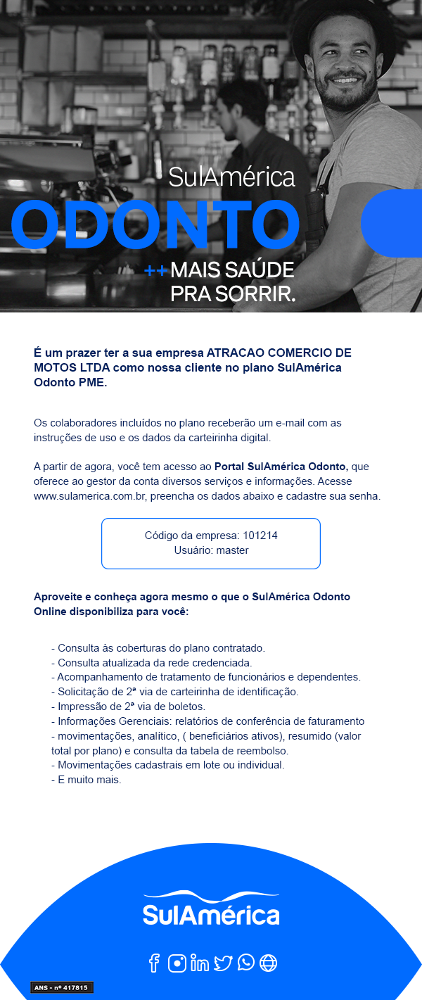 SulAmérica
ODONTO
++ MAIS SAÚDE
PRA SORRIR.
É um prazer ter a sua empresa ATRACAO COMERCIO DE
MOTOS LTDA como nossa cliente no plano SulAmérica
Odonto PME.
Os colaboradores incluídos no plano receberão um e-mail com as
instruções de uso e os dados da carteirinha digital.
A partir de agora, você tem acesso ao Portal SulAmérica Odonto, que
oferece ao gestor da conta diversos serviços e informações. Acesse
www.sulamerica.com.br, preencha os dados abaixo e cadastre sua senha.
Código da empresa: 101214
Usuário: master
Aproveite e conheça agora mesmo o que o SulAmérica Odonto
Online disponibiliza para você:
- Consulta às coberturas do plano contratado.
- Consulta atualizada da rede credenciada.
- Acompanhamento de tratamento de funcionários e dependentes.
- Solicitação de 2ª via de carteirinha de identificação.
- Impressão de 2ª via de boletos.
- Informações Gerenciais: relatórios de conferência de faturamento
- movimentações, analítico, ( beneficiários ativos), resumido (valor
total por plano) e consulta da tabela de reembolso.
- Movimentações cadastrais em lote ou individual.
- E muito mais.
SulAmérica
ANS - nº 417815